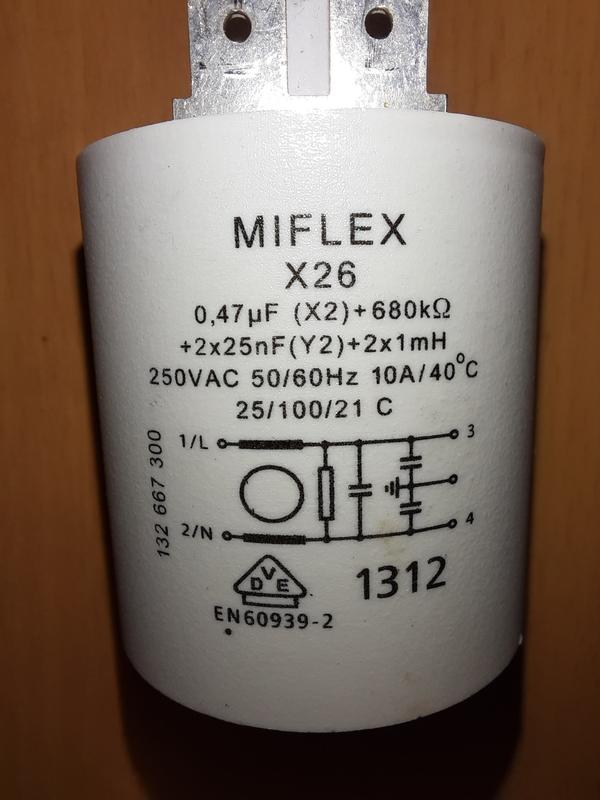 MIFLEX
X26
0,47µF (X2)+680kΩ
+2x25nF(Y2)+2x1mH
250VAC 50/60Hz 10A/40°C
25/100/21 C
132 667 300
1/L
3
2/N
4
DVE
1312
EN60939-2